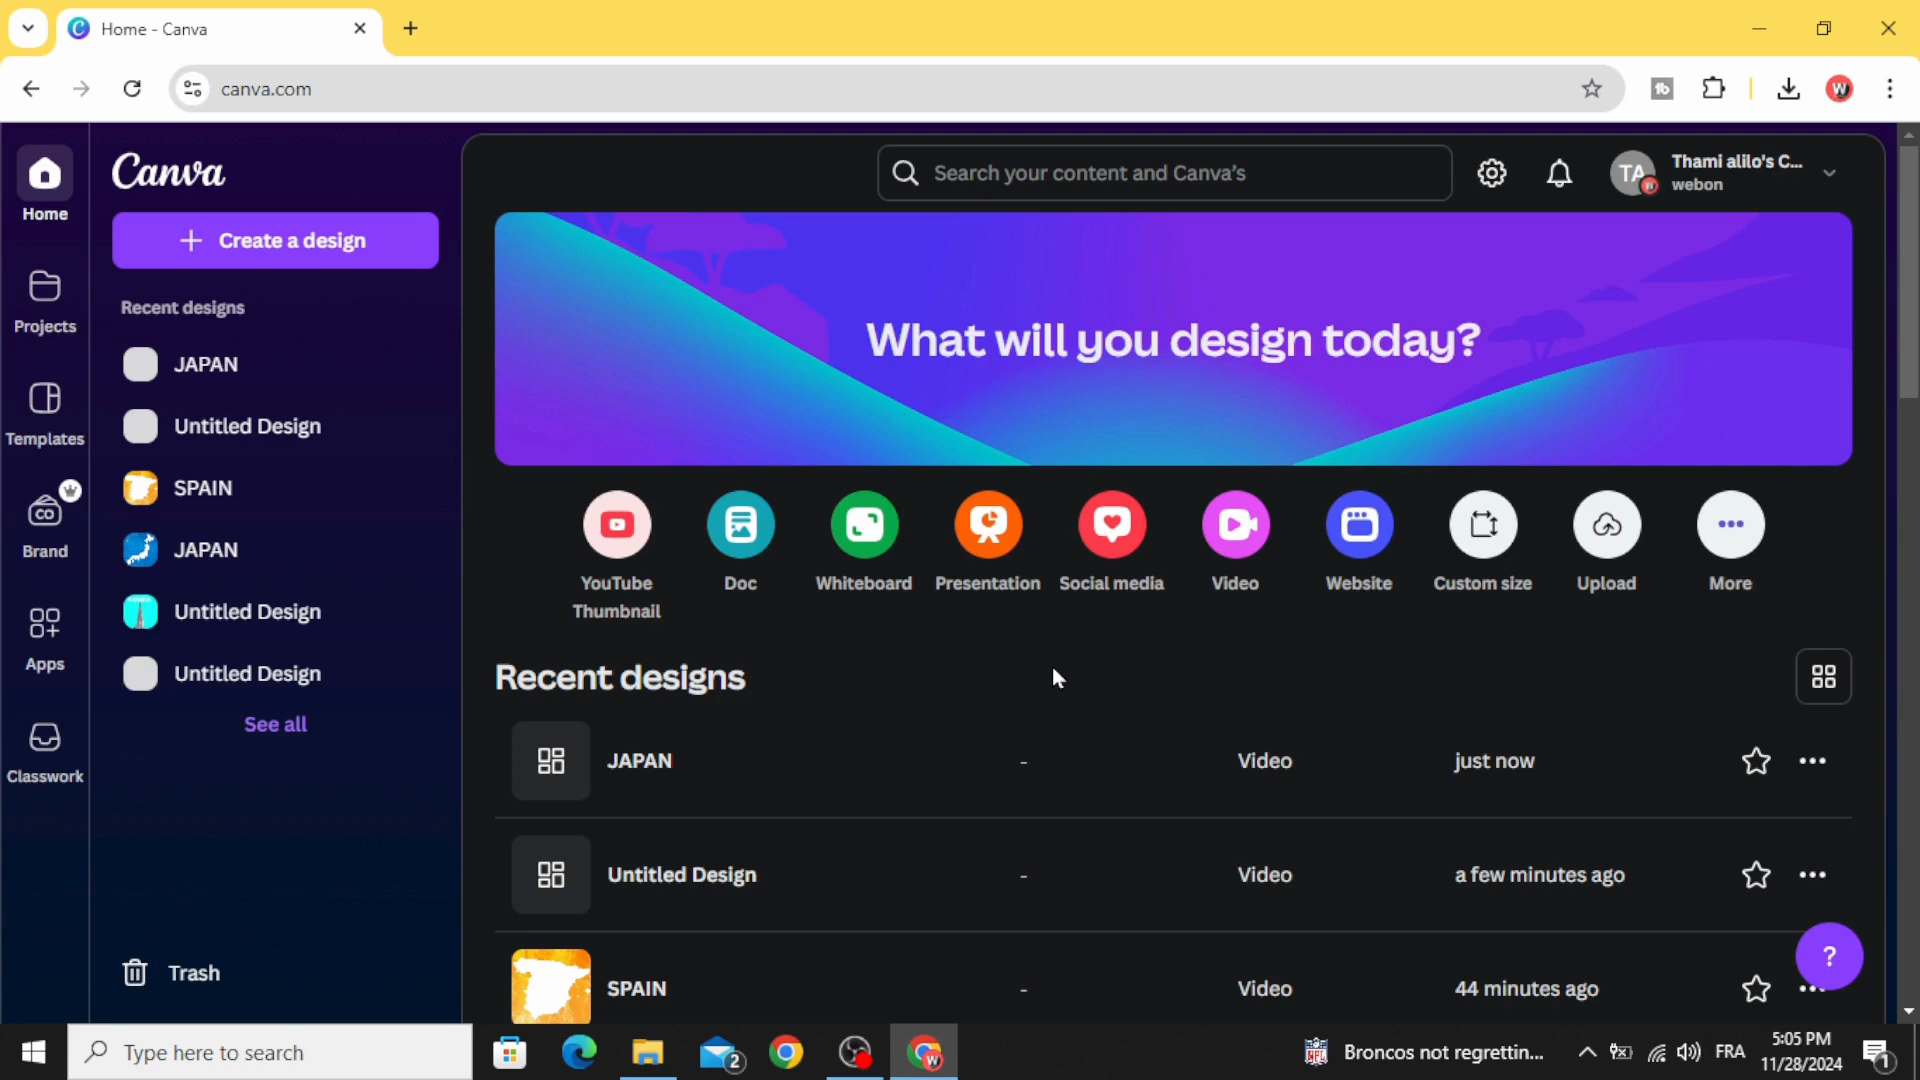 Home - Canva
canva.com
Home
Projects
Templates
Brand
Apps
Classwork
Canva
Create a design
Recent designs
JAPAN
Untitled Design
SPAIN
JAPAN
Untitled Design
Untitled Design
See all
Trash
Search your content and Canva's
TA
Thami alilo's C...
webon
What will you design today?
YouTube
Thumbnail
Doc
Whiteboard
Presentation
Social media
Video
Website
Custom size
Upload
More
Recent designs
JAPAN - Video just now
Untitled Design - Video a few minutes ago
SPAIN - Video 44 minutes ago
?
Type here to search
2
Broncos not regrettin...
FRA
5:05 PM
11/28/2024
1